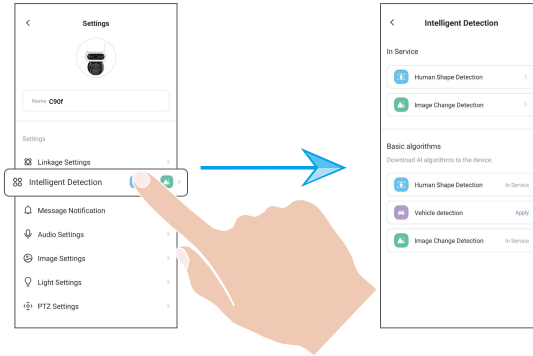 Settings
Name C90f
Settings
Linkage Settings
Intelligent Detection
Message Notification
Audio Settings
Image Settings
Light Settings
PTZ Settings
Intelligent Detection
In Service
Human Shape Detection
Image Change Detection
Basic algorithms
Download AI algorithms to the device.
Human Shape Detection In Service
Vehicle detection Apply
Image Change Detection In Service